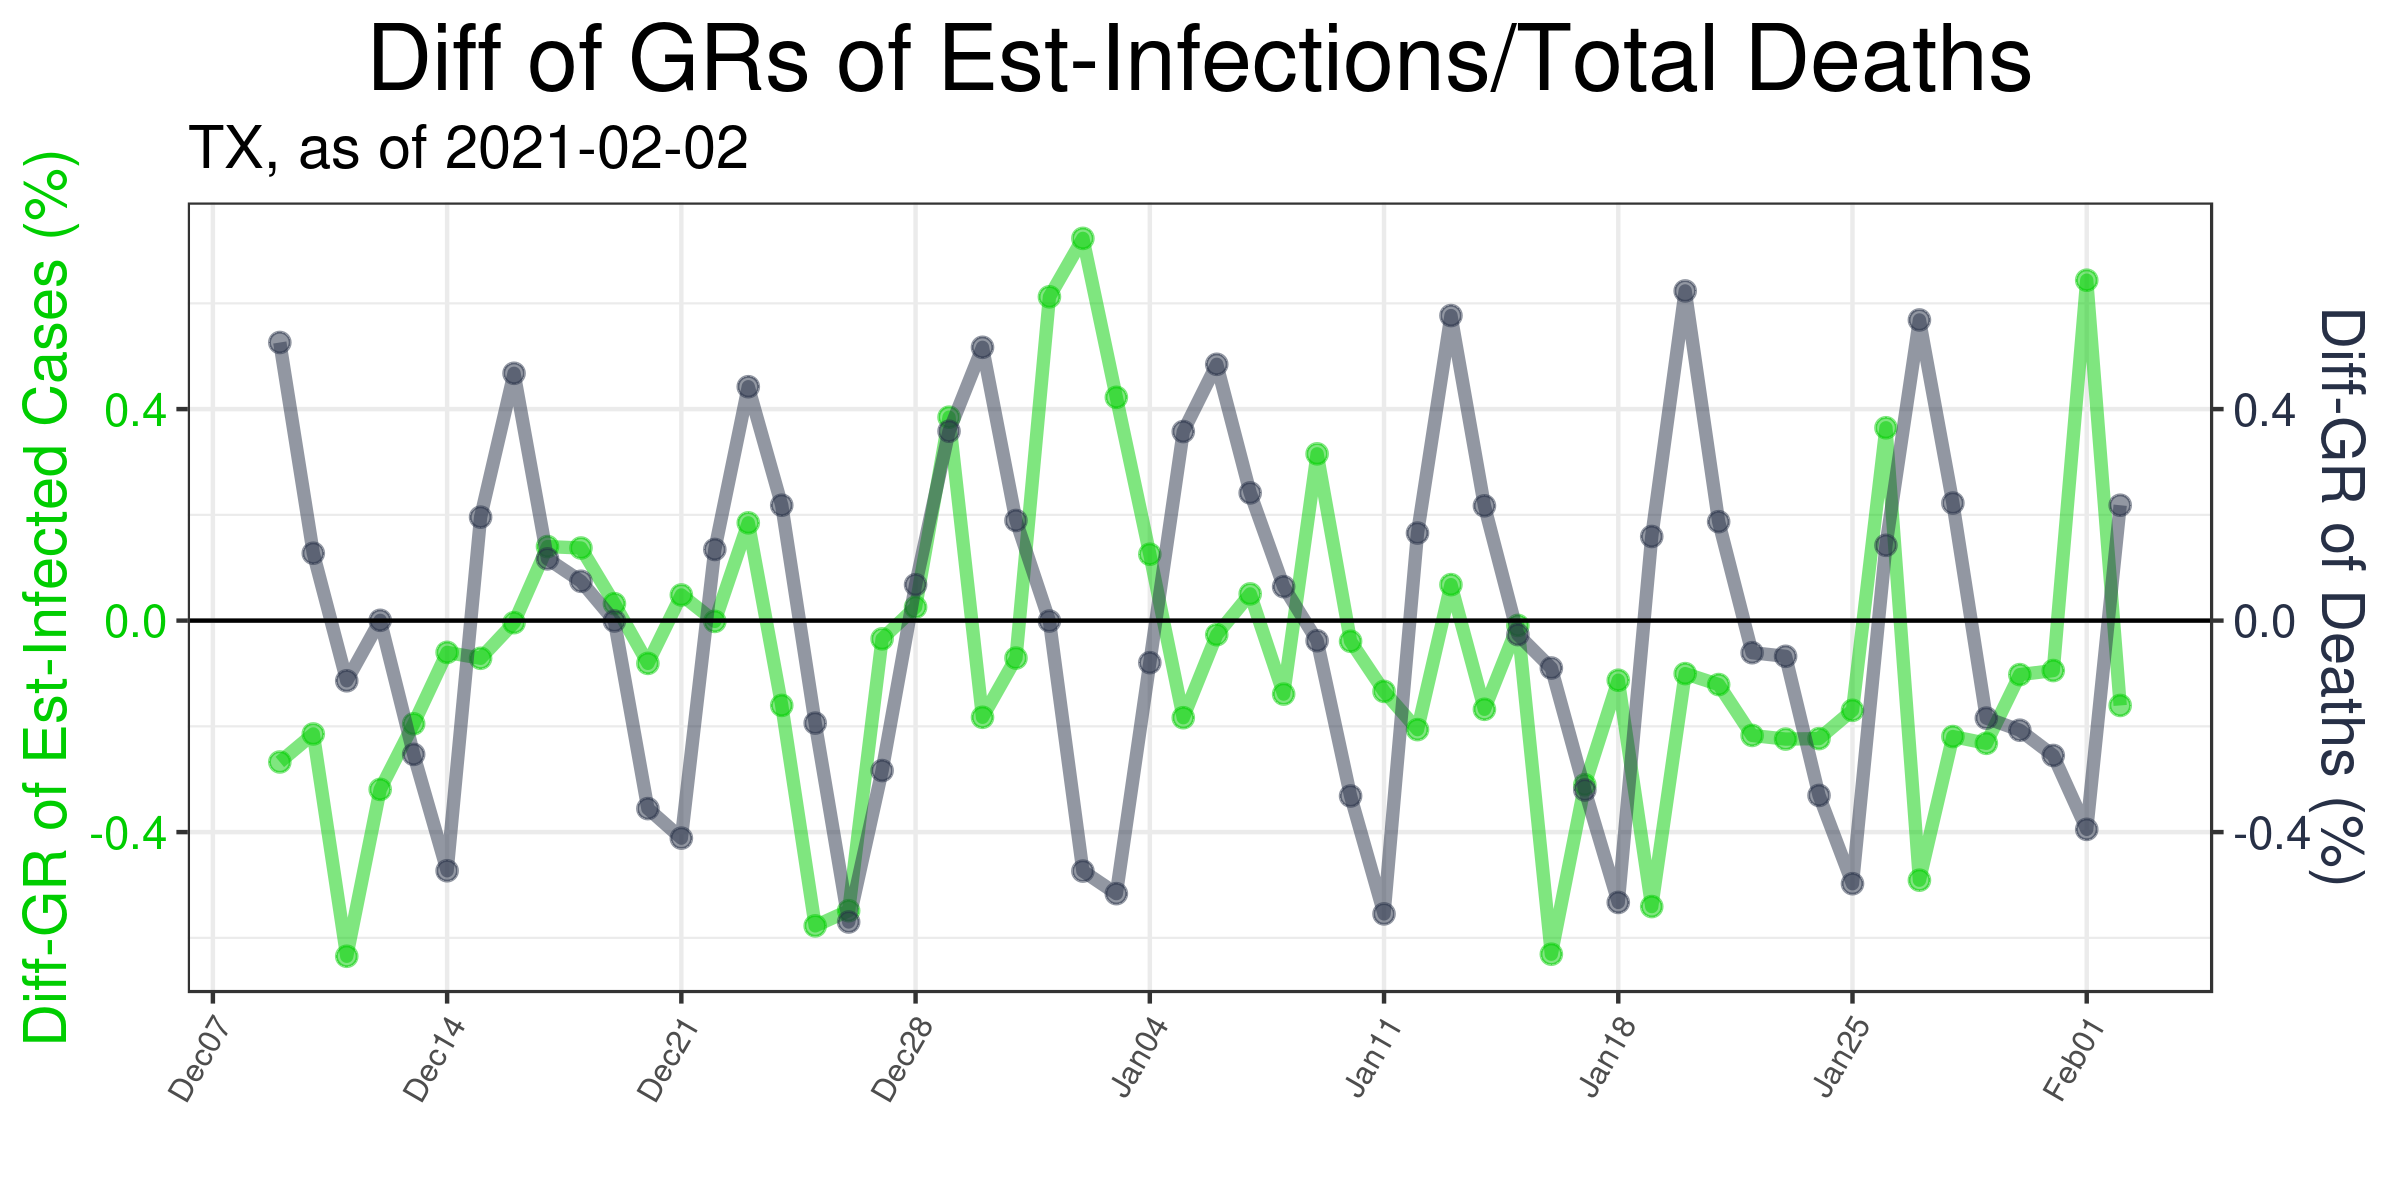 Diff of GRs of Est-Infections/Total Deaths
TX, as of 2021-02-02
Diff-GR of Est-Infected Cases (%)
0.4
0.0
-0.4
0.4
0.0
-0.4
Diff-GR of Deaths (%)
Dec07
Dec14
Dec21
Dec28
Jan04
Jan11
Jan18
Jan25
Feb01